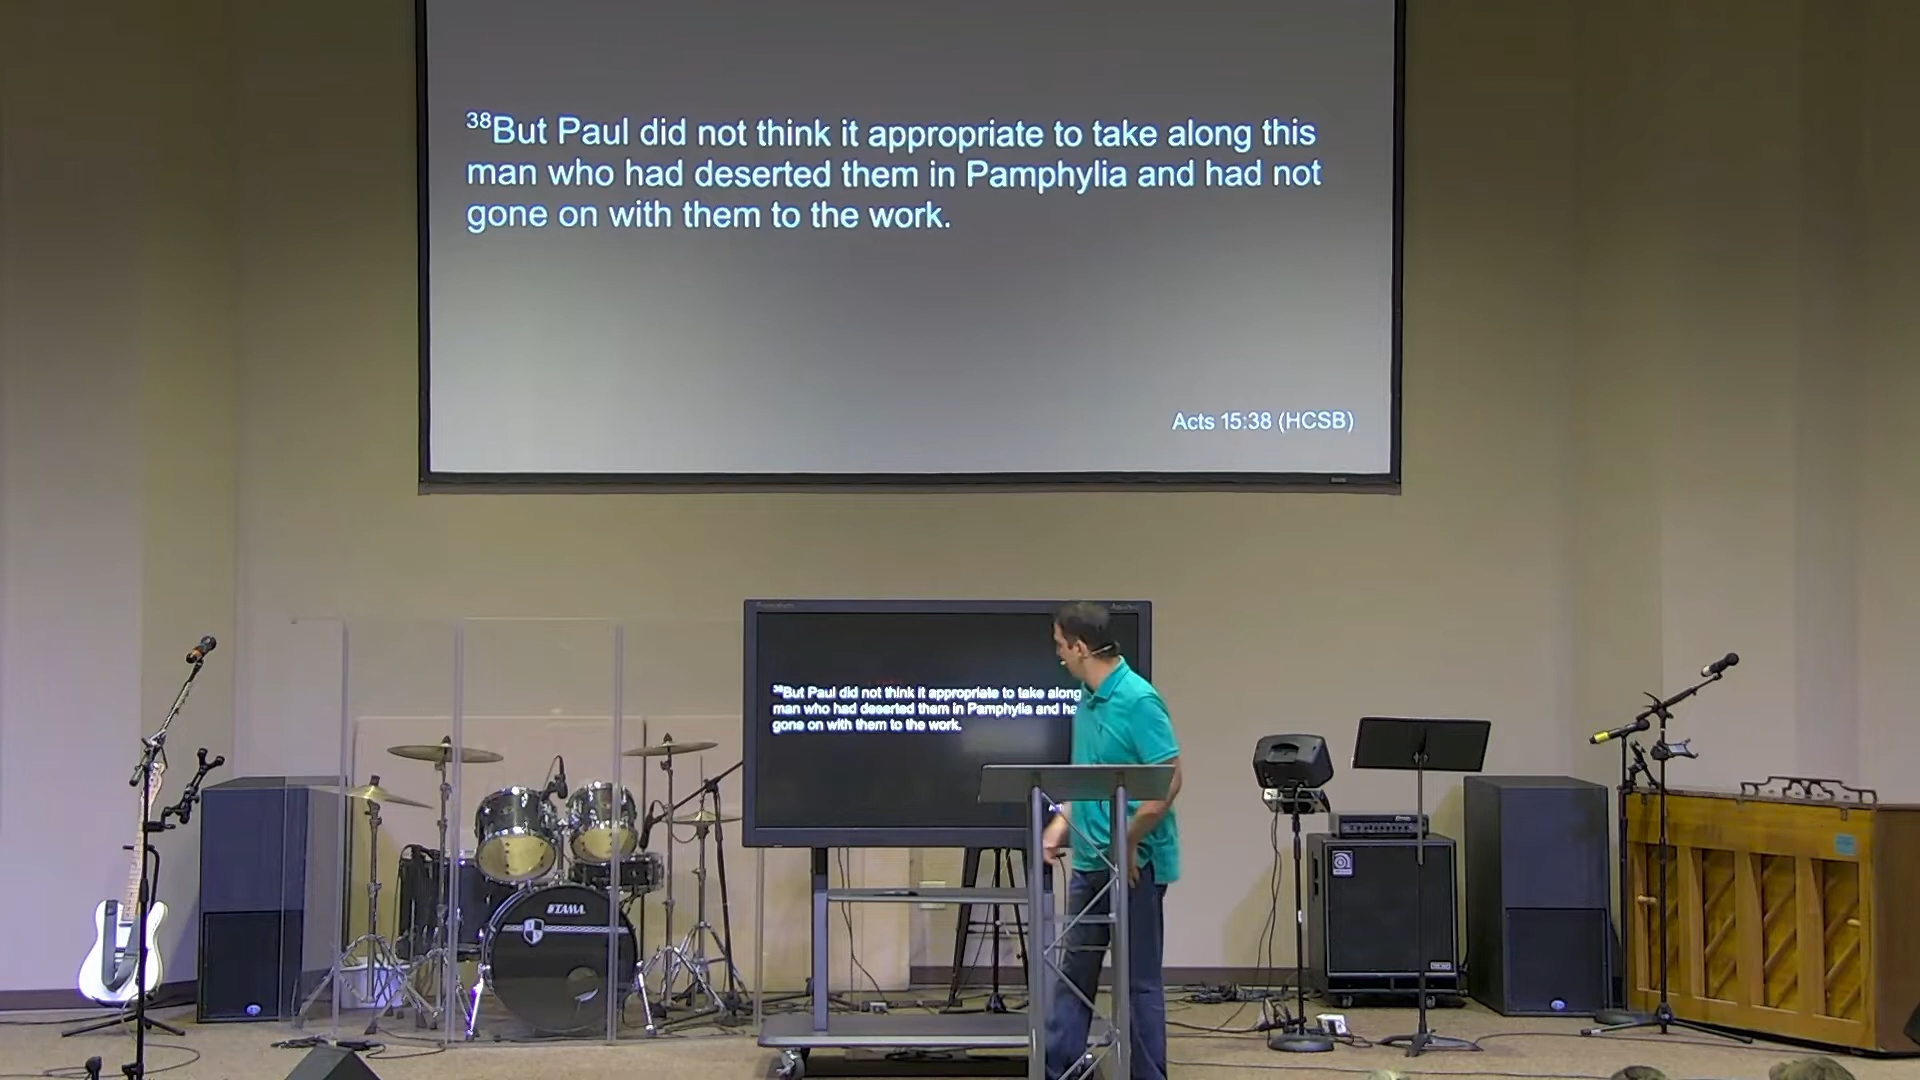 38But Paul did not think it appropriate to take along this
man who had deserted them in Pamphylia and had not
gone on with them to the work.
Acts 15:38 (HCSB)
38But Paul did not think it appropriate to take along
man who had deserted them in Pamphylia and ha
gone on with them to the work.
TAMA